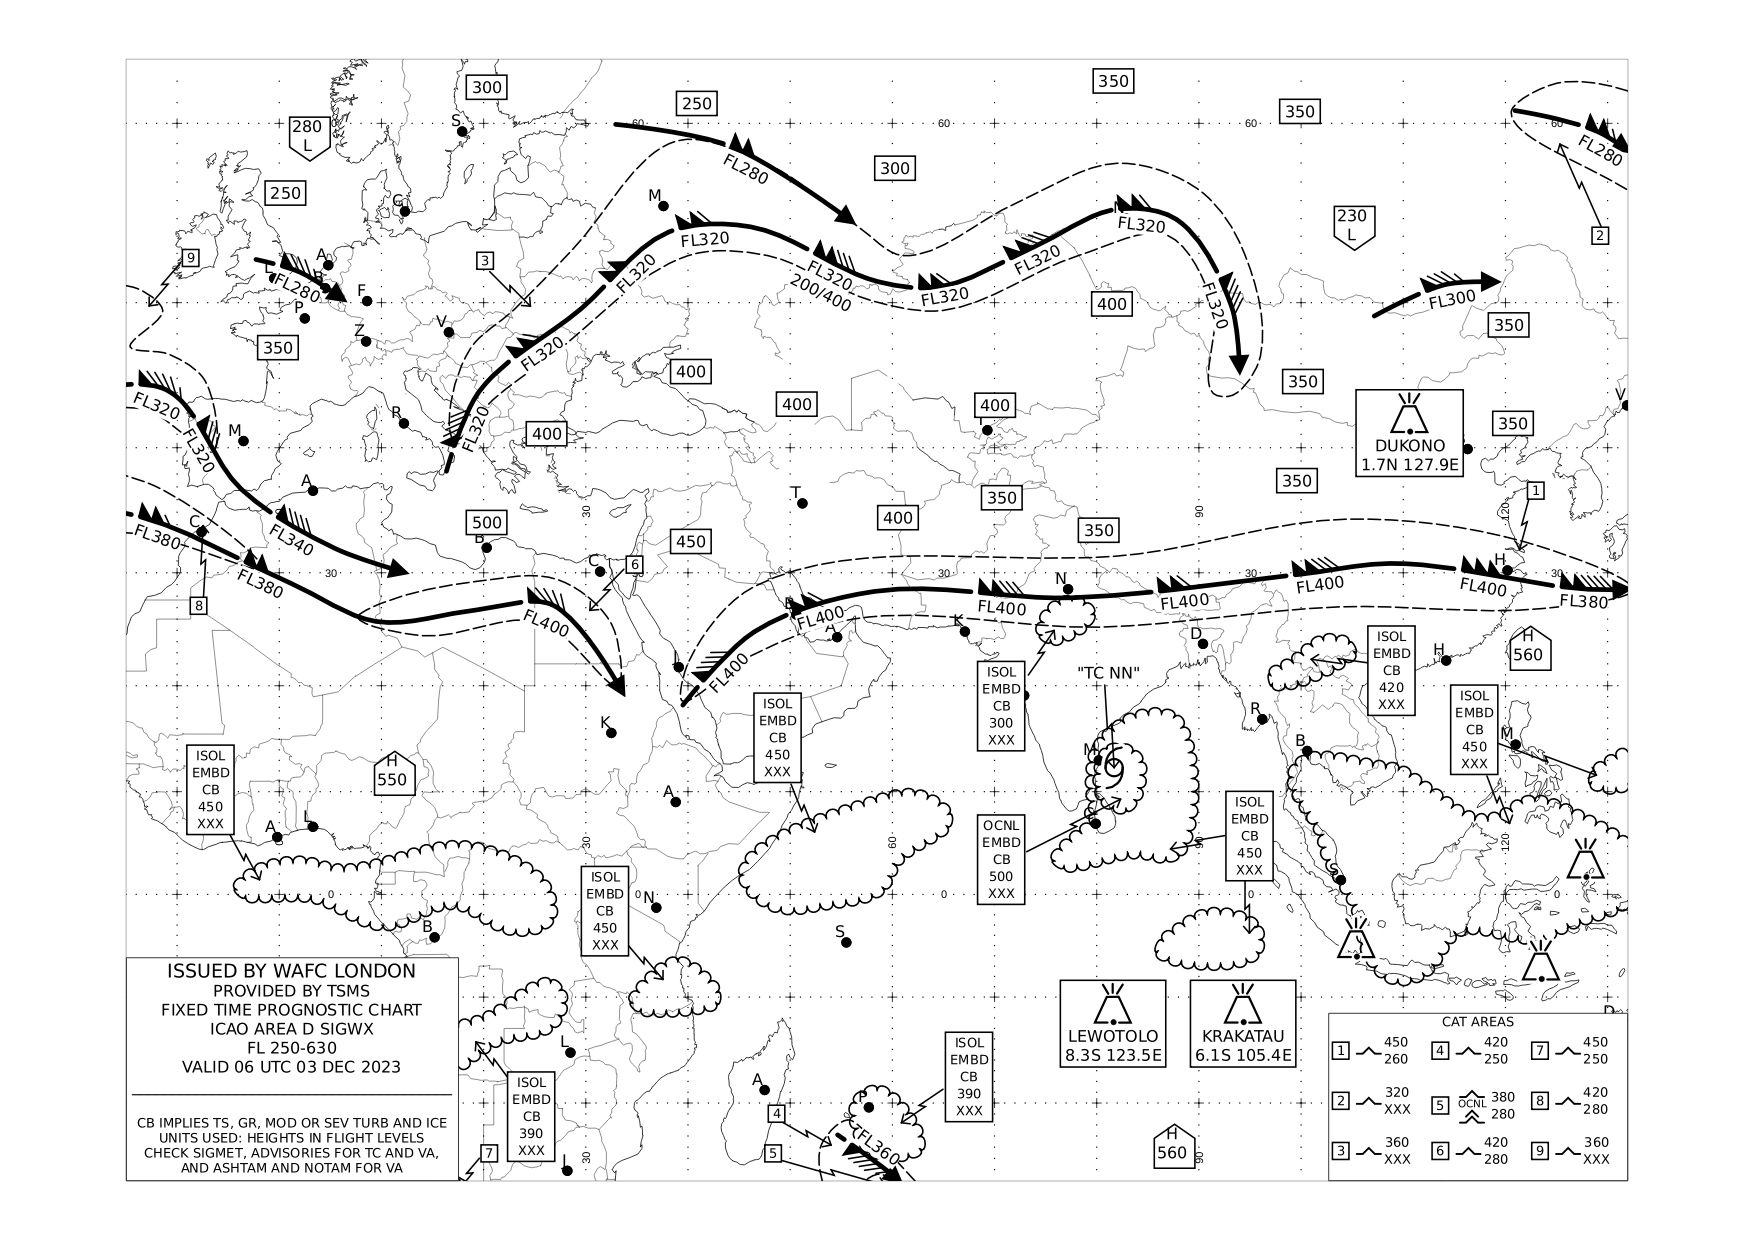 350
300
250
350
280
L
S
60
60
60
60
FL280
FL280
300
250
M
C
FL320
FL320
230
L
2
9
A
3
L
B
FL280
F
FL320
FL320
200/400
FL320
FL320
400
FL320
FL300
P
V
Z
350
FL320
350
400
350
FL320
R
M
FL320
FL320
400
400
400
T
350
V
DUKONO
1.7N 127.9E
A
T
350
350
1
C
FL380
FL340
500
B
30
450
400
90
350
120
30
FL380
C
6
30
N
30
H
30
8
FL400
FL400
A
K
FL400
FL400
FL400
FL400
FL380
J
FL400
D
H
H
560
ISOL
EMBD
CB
420
XXX
ISOL
EMBD
CB
300
XXX
"TC NN"
ISOL
EMBD
CB
450
XXX
ISOL
EMBD
CB
450
XXX
K
R
B
M
M
H
550
ISOL
EMBD
CB
450
XXX
A
A
L
C
OCNL
EMBD
CB
500
XXX
ISOL
EMBD
CB
450
XXX
30
60
90
120
ISOL
EMBD
CB
450
XXX
0
0
0
0
0
S
N
B
S
ISSUED BY WAFC LONDON
PROVIDED BY TSMS
FIXED TIME PROGNOSTIC CHART
ICAO AREA D SIGWX
FL 250-630
VALID 06 UTC 03 DEC 2023
CB IMPLIES TS, GR, MOD OR SEV TURB AND ICE
UNITS USED: HEIGHTS IN FLIGHT LEVELS
CHECK SIGMET, ADVISORIES FOR TC AND VA,
AND ASHTAM AND NOTAM FOR VA
L
ISOL
EMBD
CB
390
XXX
7
J
30
A
4
5
P
FL360
ISOL
EMBD
CB
390
XXX
LEWOTOLO
8.3S 123.5E
KRAKATAU
6.1S 105.4E
H
560
90
D
CAT AREAS
1 450 260
4 420 250
7 450 250
2 320 XXX
5 OCNL 380 280
8 420 280
3 360 XXX
6 420 280
9 360 XXX